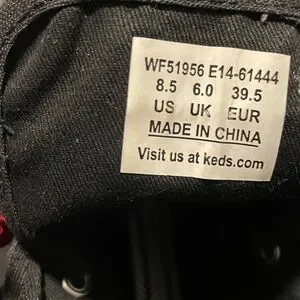 WF51956 E14-61444
8.5 6.0 39.5
US UK EUR
MADE IN CHINA
Visit us at keds.com